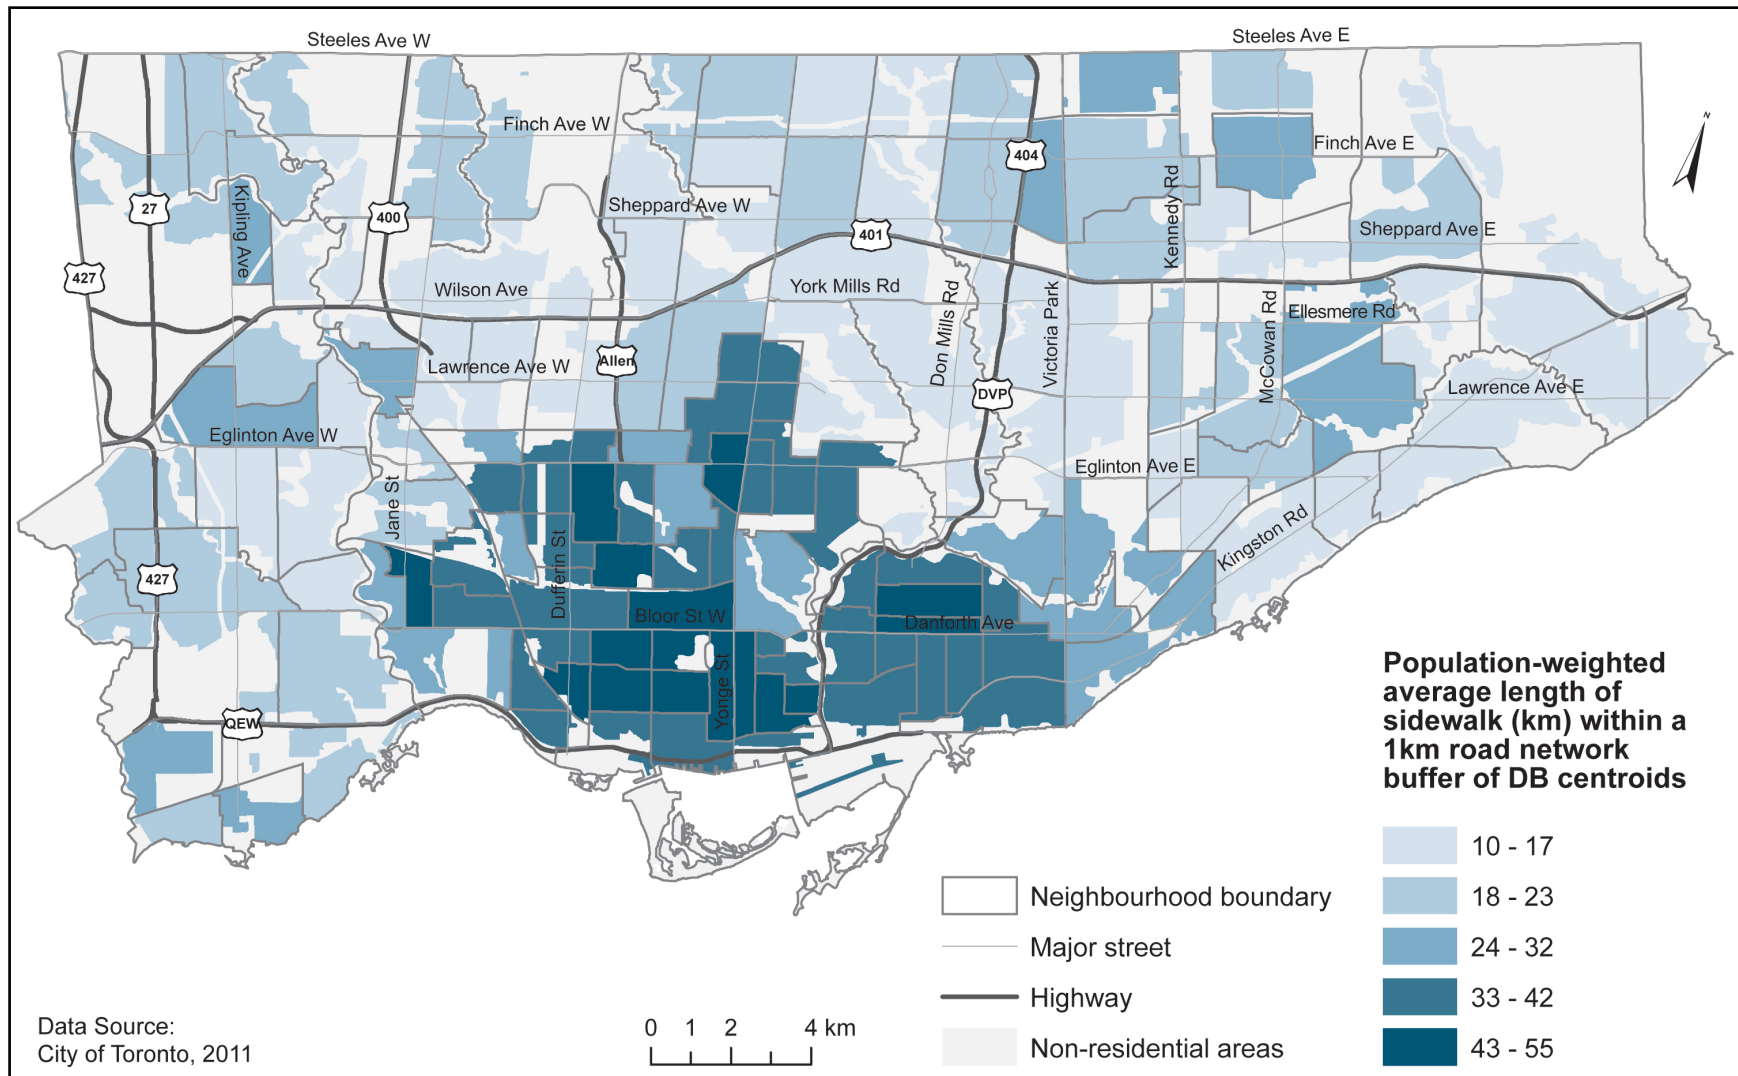 Steeles Ave W
Steeles Ave E
N
Finch Ave W
Finch Ave E
404
27
Kipling Ave
400
Sheppard Ave W
Kennedy Rd
401
Sheppard Ave E
427
Wilson Ave
York Mills Rd
Don Mills Rd
Victoria Park
McCowan Rd
Ellesmere Rd
Lawrence Ave W
Allen
DVP
Lawrence Ave E
Eglinton Ave W
Eglinton Ave E
Jane St
Dufferin St
Kingston Rd
427
Bloor St W
Danforth Ave
Yonge St
QEW
Population-weighted
average length of
sidewalk (km) within a
1km road network
buffer of DB centroids
10 - 17
18 - 23
24 - 32
33 - 42
43 - 55
Neighbourhood boundary
Major street
Highway
Non-residential areas
0 1 2 4 km
Data Source:
City of Toronto, 2011